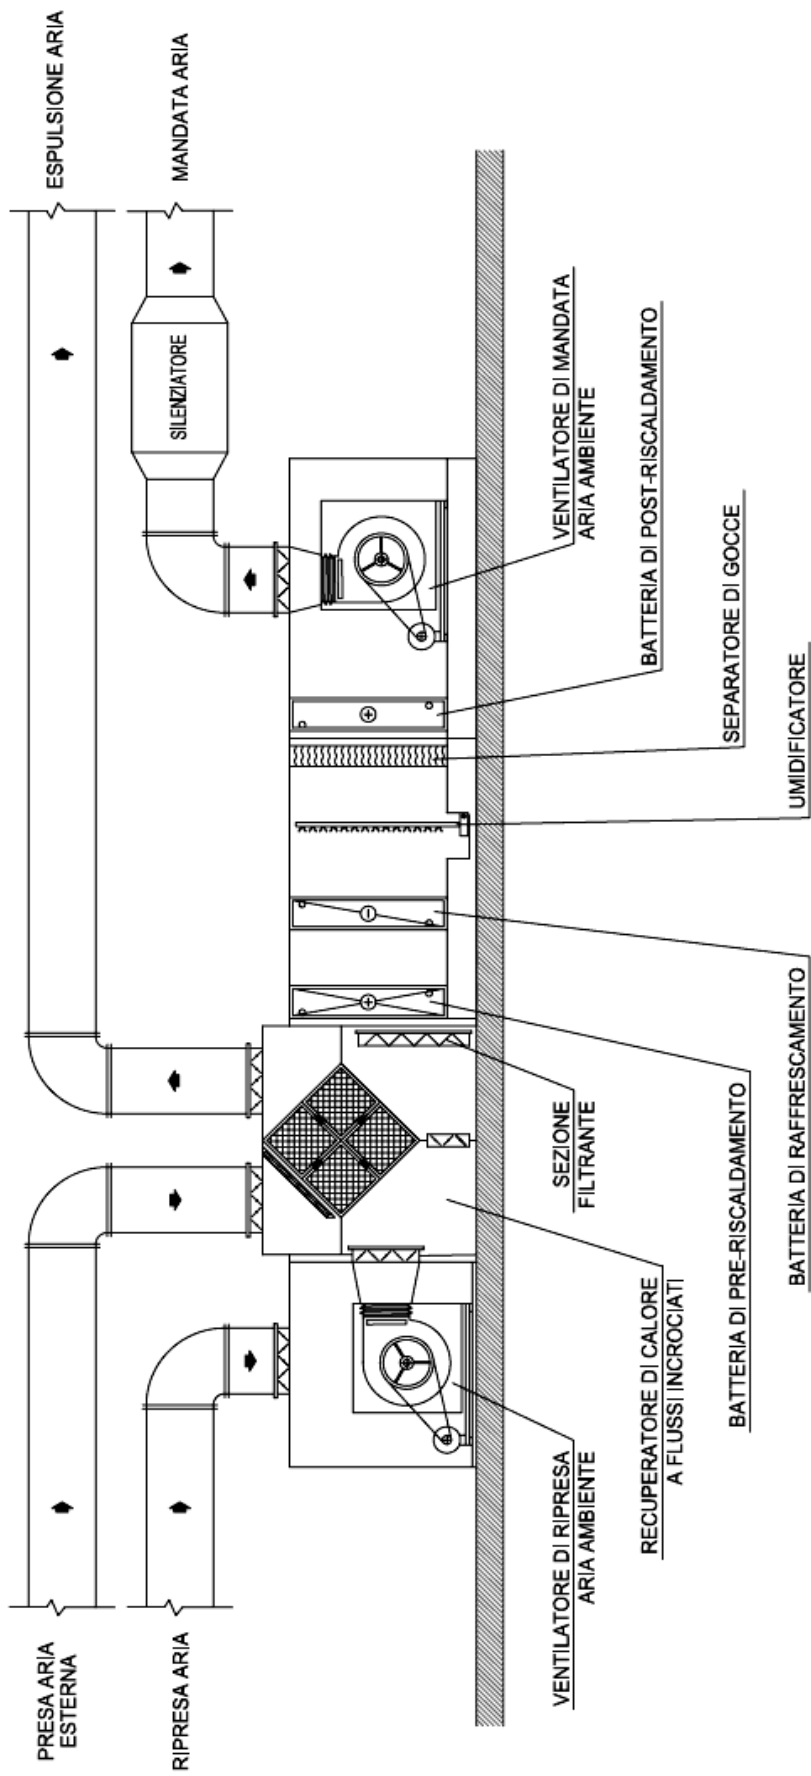 PRESA ARIA
ESTERNA
RIPRESA ARIA
ESPULSIONE ARIA
MANDATA ARIA
SILENZIATORE
VENTILATORE DI RIPRESA
ARIA AMBIENTE
RECUPERATORE DI CALORE
A FLUSSI INCROCIATI
SEZIONE
FILTRANTE
BATTERIA DI PRE-RISCALDAMENTO
BATTERIA DI RAFFRESCAMENTO
UMIDIFICATORE
SEPARATORE DI GOCCE
BATTERIA DI POST-RISCALDAMENTO
VENTILATORE DI MANDATA
ARIA AMBIENTE